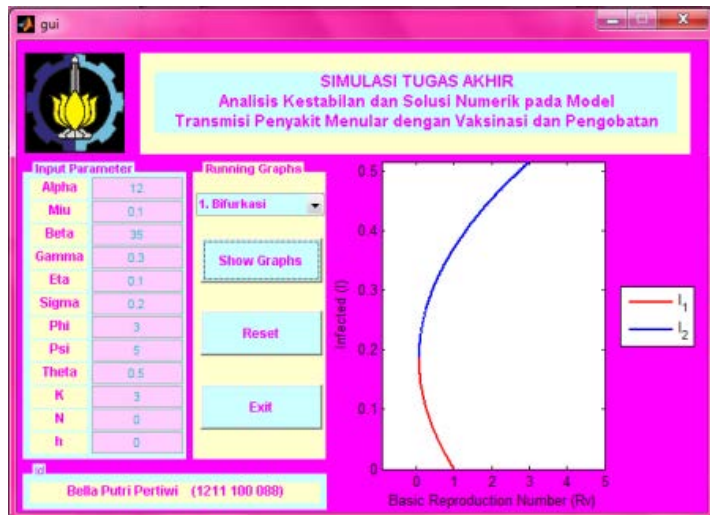 gui
SIMULASI TUGAS AKHIR
Analisis Kestabilan dan Solusi Numerik pada Model
Transmisi Penyakit Menular dengan Vaksinasi dan Pengobatan
Input Parameter
Alpha 12
Miu 0.1
Beta 35
Gamma 0.3
Eta 0.1
Sigma 0.2
Phi 3
Psi 5
Theta 0.5
K 3
N 0
h 0
Running Graphs
1. Bifurkasi
Show Graphs
Reset
Exit
0.5
0.4
0.3
0.2
0.1
0
Infected (I)
0 1 2 3 4 5
Basic Reproduction Number (Rv)
I1
I2
Bella Putri Pertiwi (1211 100 088)